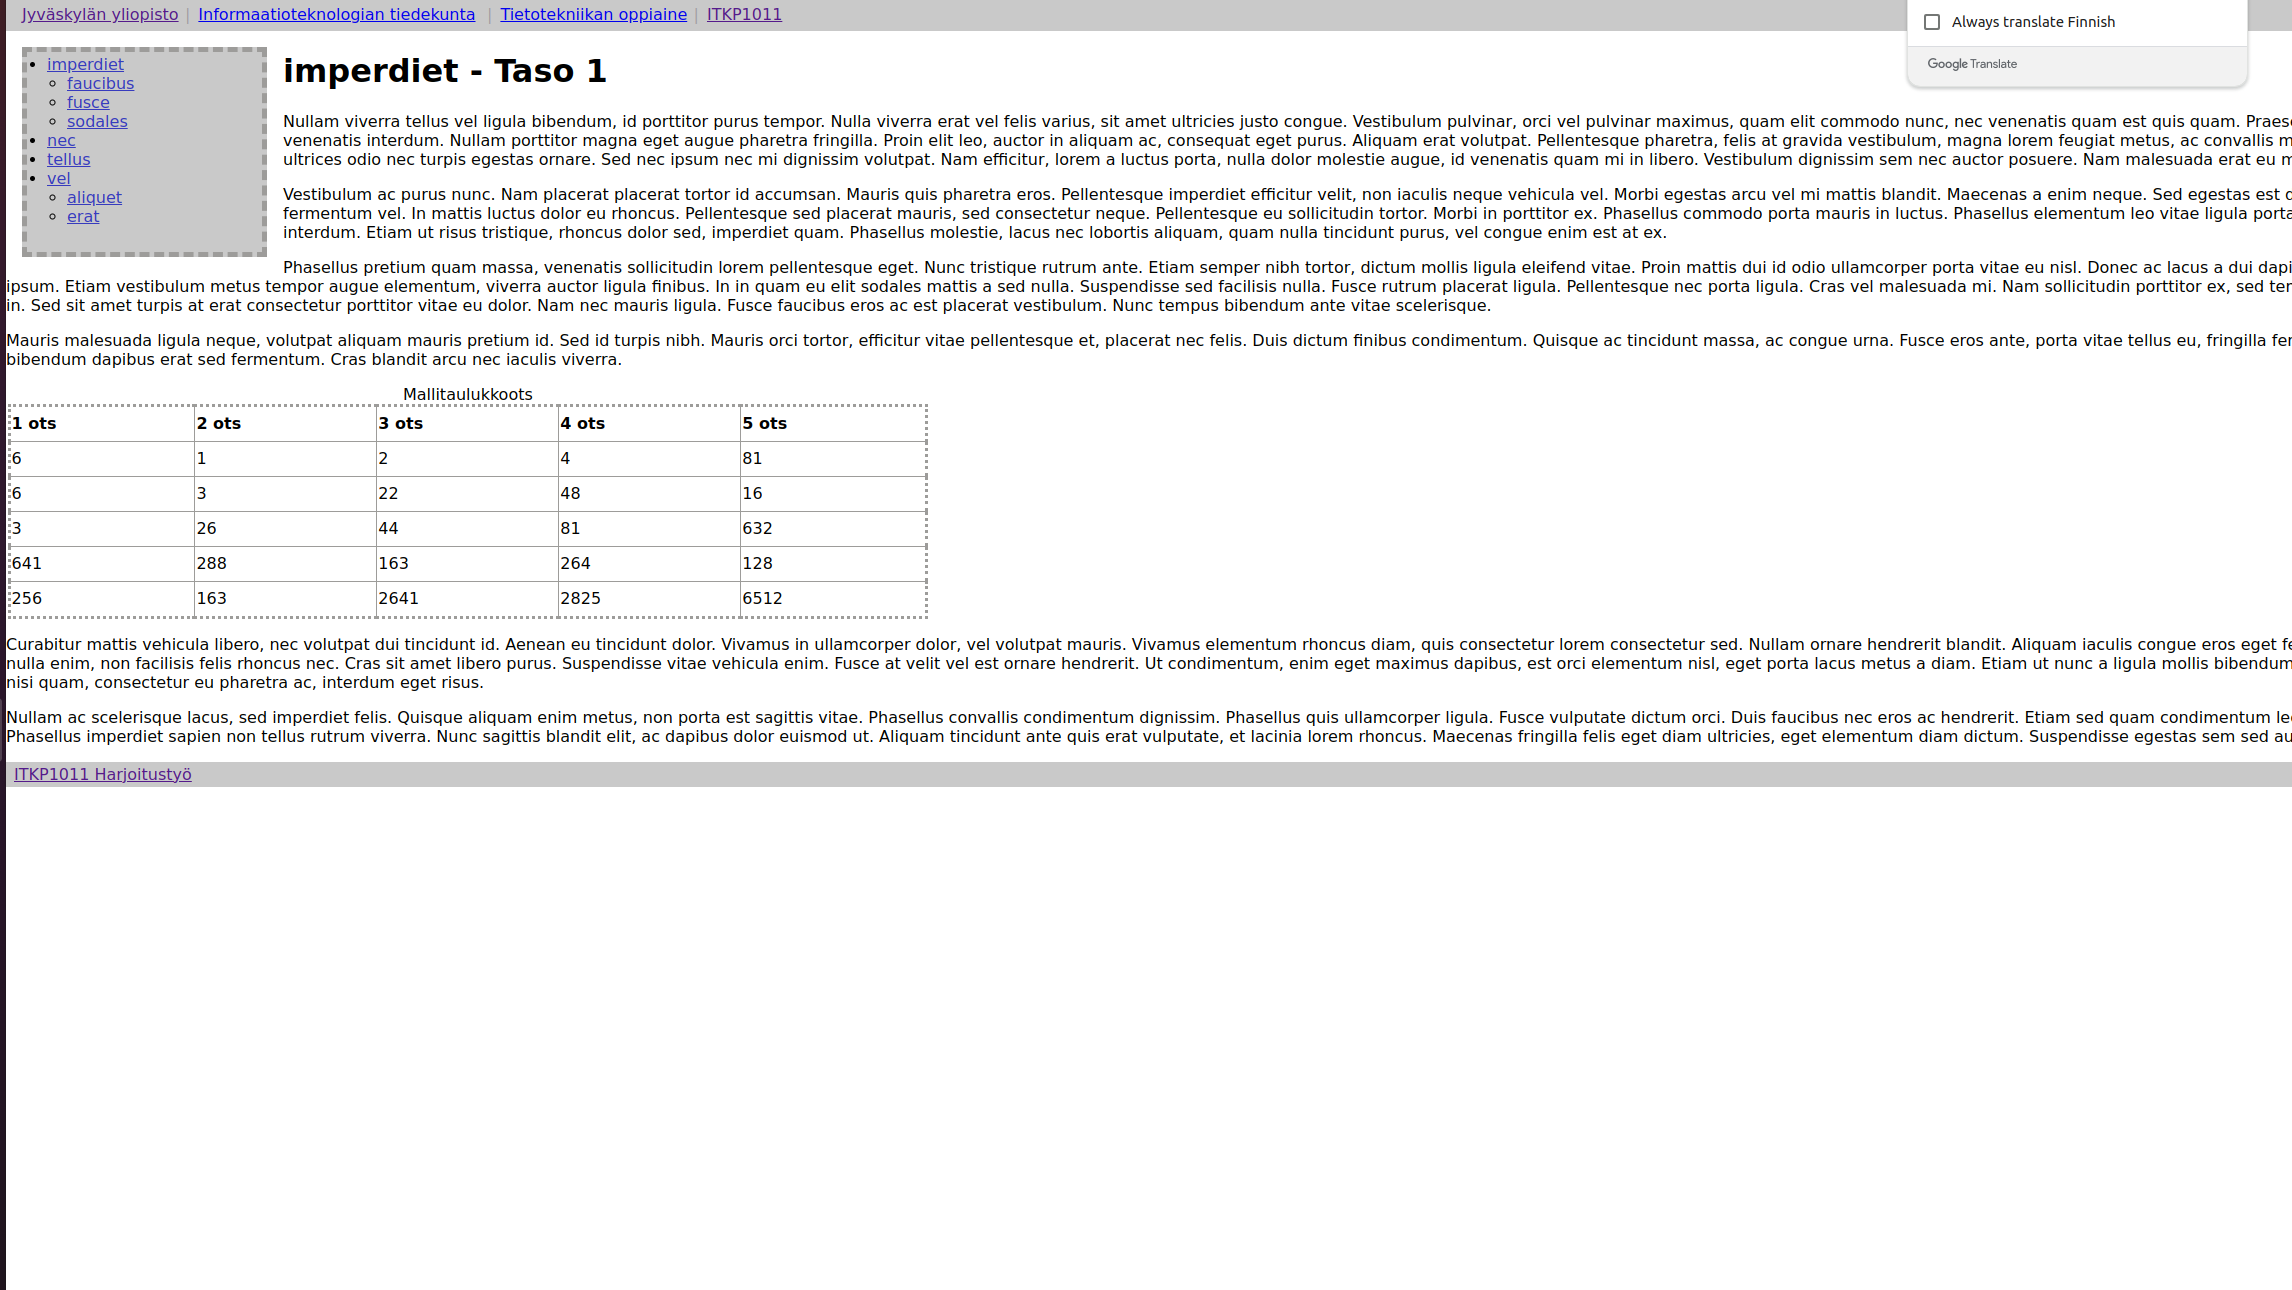 Jyväskylän yliopisto | Informaatioteknologian tiedekunta | Tietotekniikan oppiaine | ITKP1011
Always translate Finnish
Google Translate
imperdiet
faucibus
fusce
sodales
nec
tellus
vel
aliquet
erat
imperdiet - Taso 1
Nullam viverra tellus vel ligula bibendum, id porttitor purus tempor. Nulla viverra erat vel felis varius, sit amet ultricies justo congue. Vestibulum pulvinar, orci vel pulvinar maximus, quam elit commodo nunc, nec venenatis quam est quis quam.
venenatis interdum. Nullam porttitor magna eget augue pharetra fringilla. Proin elit leo, auctor in aliquam ac, consequat eget purus. Aliquam erat volutpat. Pellentesque pharetra, felis at gravida vestibulum, magna lorem feugiat metus, ac convallis
ultrices odio nec turpis egestas ornare. Sed nec ipsum nec mi dignissim volutpat. Nam efficitur, lorem a luctus porta, nulla dolor molestie augue, id venenatis quam mi in libero. Vestibulum dignissim sem nec auctor posuere. Nam malesuada erat eu
Vestibulum ac purus nunc. Nam placerat placerat tortor id accumsan. Mauris quis pharetra eros. Pellentesque imperdiet efficitur velit, non iaculis neque vehicula vel. Morbi egestas arcu vel mi mattis blandit. Maecenas a enim neque. Sed egestas est
fermentum vel. In mattis luctus dolor eu rhoncus. Pellentesque sed placerat mauris, sed consectetur neque. Pellentesque eu sollicitudin tortor. Morbi in porttitor ex. Phasellus commodo porta mauris in luctus. Phasellus elementum leo vitae ligula porta
interdum. Etiam ut risus tristique, rhoncus dolor sed, imperdiet quam. Phasellus molestie, lacus nec lobortis aliquam, quam nulla tincidunt purus, vel congue enim est at ex.
Phasellus pretium quam massa, venenatis sollicitudin lorem pellentesque eget. Nunc tristique rutrum ante. Etiam semper nibh tortor, dictum mollis ligula eleifend vitae. Proin mattis dui id odio ullamcorper porta vitae eu nisl. Donec ac lacus a dui
ipsum. Etiam vestibulum metus tempor augue elementum, viverra auctor ligula finibus. In in quam eu elit sodales mattis a sed nulla. Suspendisse sed facilisis nulla. Fusce rutrum placerat ligula. Pellentesque nec porta ligula. Cras vel malesuada mi. Nam sollicitudin porttitor ex, sed
in. Sed sit amet turpis at erat consectetur porttitor vitae eu dolor. Nam nec mauris ligula. Fusce faucibus eros ac est placerat vestibulum. Nunc tempus bibendum ante vitae scelerisque.
Mauris malesuada ligula neque, volutpat aliquam mauris pretium id. Sed id turpis nibh. Mauris orci tortor, efficitur vitae pellentesque et, placerat nec felis. Duis dictum finibus condimentum. Quisque ac tincidunt massa, ac congue urna. Fusce eros ante, porta vitae tellus eu, fringilla
bibendum dapibus erat sed fermentum. Cras blandit arcu nec iaculis viverra.
Mallitaulukkoots
1 ots 2 ots 3 ots 4 ots 5 ots
6 1 2 4 81
6 3 22 48 16
3 26 44 81 632
641 288 163 264 128
256 163 2641 2825 6512
Curabitur mattis vehicula libero, nec volutpat dui tincidunt id. Aenean eu tincidunt dolor. Vivamus in ullamcorper dolor, vel volutpat mauris. Vivamus elementum rhoncus diam, quis consectetur lorem consectetur sed. Nullam ornare hendrerit blandit. Aliquam iaculis congue eros eget
nulla enim, non facilisis felis rhoncus nec. Cras sit amet libero purus. Suspendisse vitae vehicula enim. Fusce at velit vel est ornare hendrerit. Ut condimentum, enim eget maximus dapibus, est orci elementum nisl, eget porta lacus metus a diam. Etiam ut nunc a ligula mollis bibendum
nisi quam, consectetur eu pharetra ac, interdum eget risus.
Nullam ac scelerisque lacus, sed imperdiet felis. Quisque aliquam enim metus, non porta est sagittis vitae. Phasellus convallis condimentum dignissim. Phasellus quis ullamcorper ligula. Fusce vulputate dictum orci. Duis faucibus nec eros ac hendrerit. Etiam sed quam condimentum
Phasellus imperdiet sapien non tellus rutrum viverra. Nunc sagittis blandit elit, ac dapibus dolor euismod ut. Aliquam tincidunt ante quis erat vulputate, et lacinia lorem rhoncus. Maecenas fringilla felis eget diam ultricies, eget elementum diam dictum. Suspendisse egestas sem sed
ITKP1011 Harjoitustyö